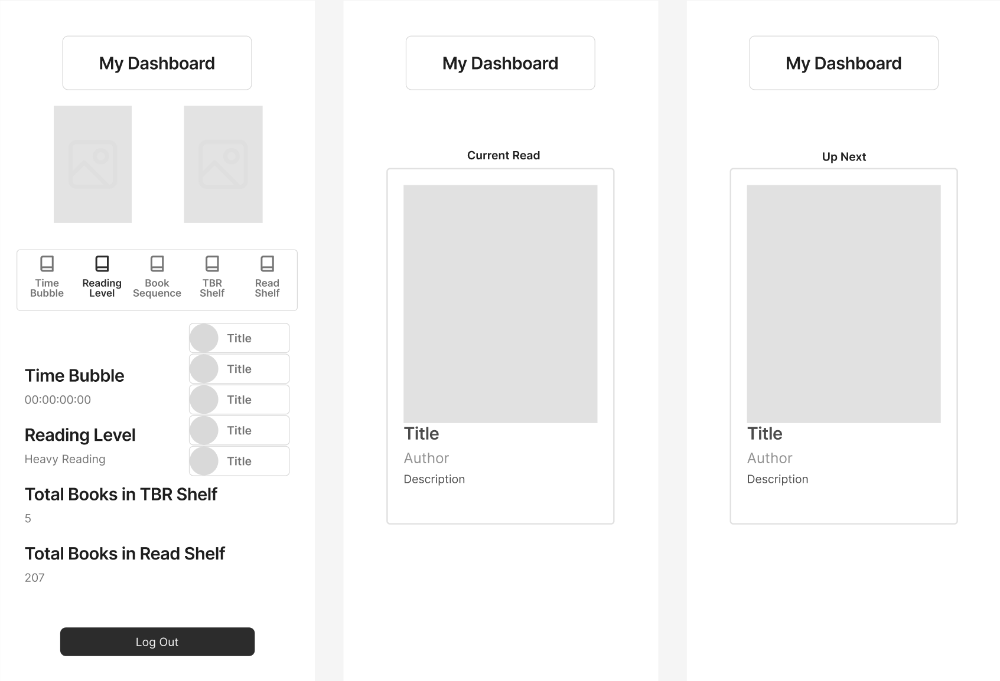 My Dashboard
Time Bubble
Reading Level
Book Sequence
TBR Shelf
Read Shelf
Title
Title
Title
Title
Title
Time Bubble
00:00:00:00
Reading Level
Heavy Reading
Total Books in TBR Shelf
5
Total Books in Read Shelf
207
Log Out
My Dashboard
Current Read
Title
Author
Description
My Dashboard
Up Next
Title
Author
Description